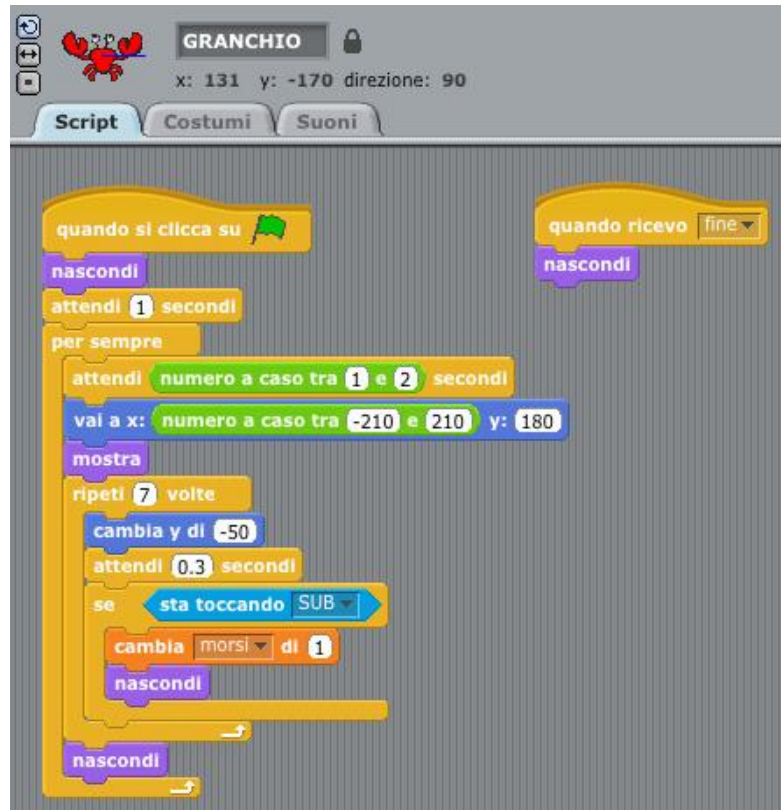 GRANCHIO
x: 131 y: -170 direzione: 90
Script Costumi Suoni
quando si clicca su
nascondi
attendi 1 secondi
per sempre
attendi numero a caso tra 1 e 2 secondi
vai a x: numero a caso tra -210 e 210 y: 180
mostra
ripeti 7 volte
cambia y di -50
attendi 0.3 secondi
se sta toccando SUB
cambia morsi di 1
nascondi
nascondi
quando ricevo fine
nascondi